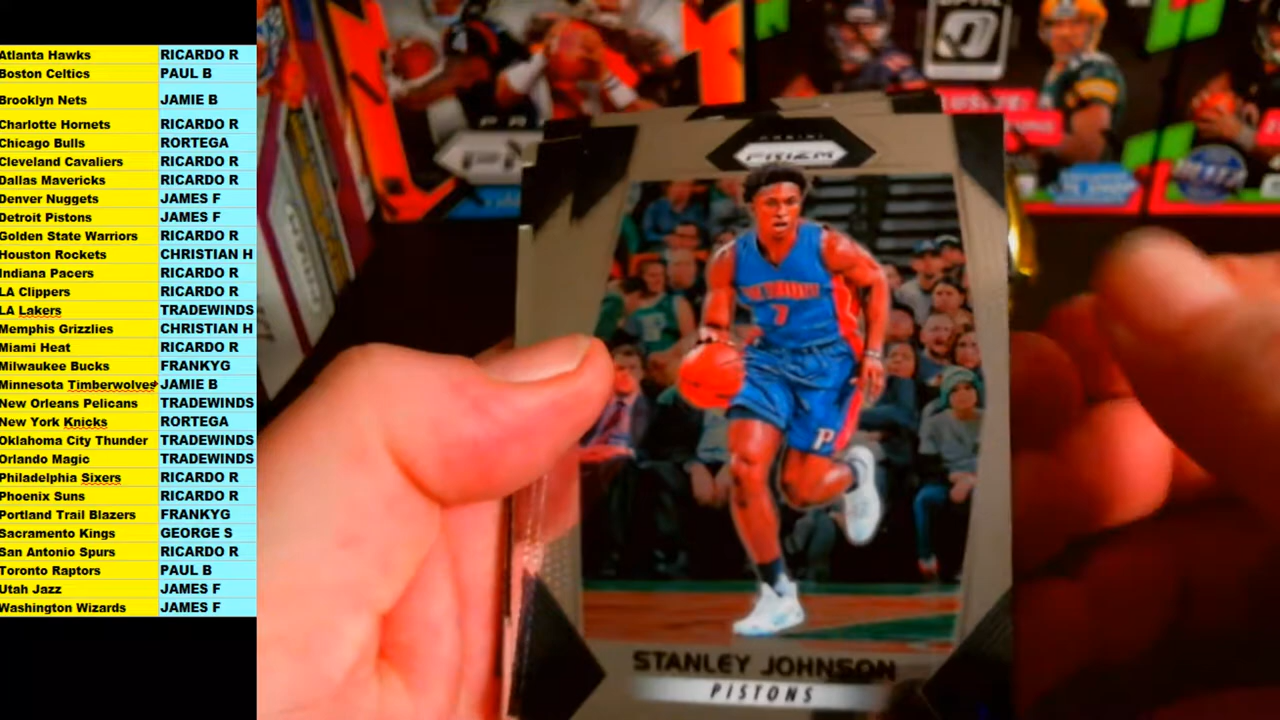 Atlanta Hawks RICARDO R
Boston Celtics PAUL B
Brooklyn Nets JAMIE B
Charlotte Hornets RICARDO R
Chicago Bulls RORTEGA
Cleveland Cavaliers RICARDO R
Dallas Mavericks RICARDO R
Denver Nuggets JAMES F
Detroit Pistons JAMES F
Golden State Warriors RICARDO R
Houston Rockets CHRISTIAN H
Indiana Pacers RICARDO R
LA Clippers RICARDO R
LA Lakers TRADEWINDS
Memphis Grizzlies CHRISTIAN H
Miami Heat RICARDO R
Milwaukee Bucks FRANKYG
Minnesota Timberwolves JAMIE B
New Orleans Pelicans TRADEWINDS
New York Knicks RORTEGA
Oklahoma City Thunder TRADEWINDS
Orlando Magic TRADEWINDS
Philadelphia Sixers RICARDO R
Phoenix Suns RICARDO R
Portland Trail Blazers FRANKYG
Sacramento Kings GEORGE S
San Antonio Spurs RICARDO R
Toronto Raptors PAUL B
Utah Jazz JAMES F
Washington Wizards JAMES F
PANINI
PRIZM
7
P
STANLEY JOHNSON
PISTONS